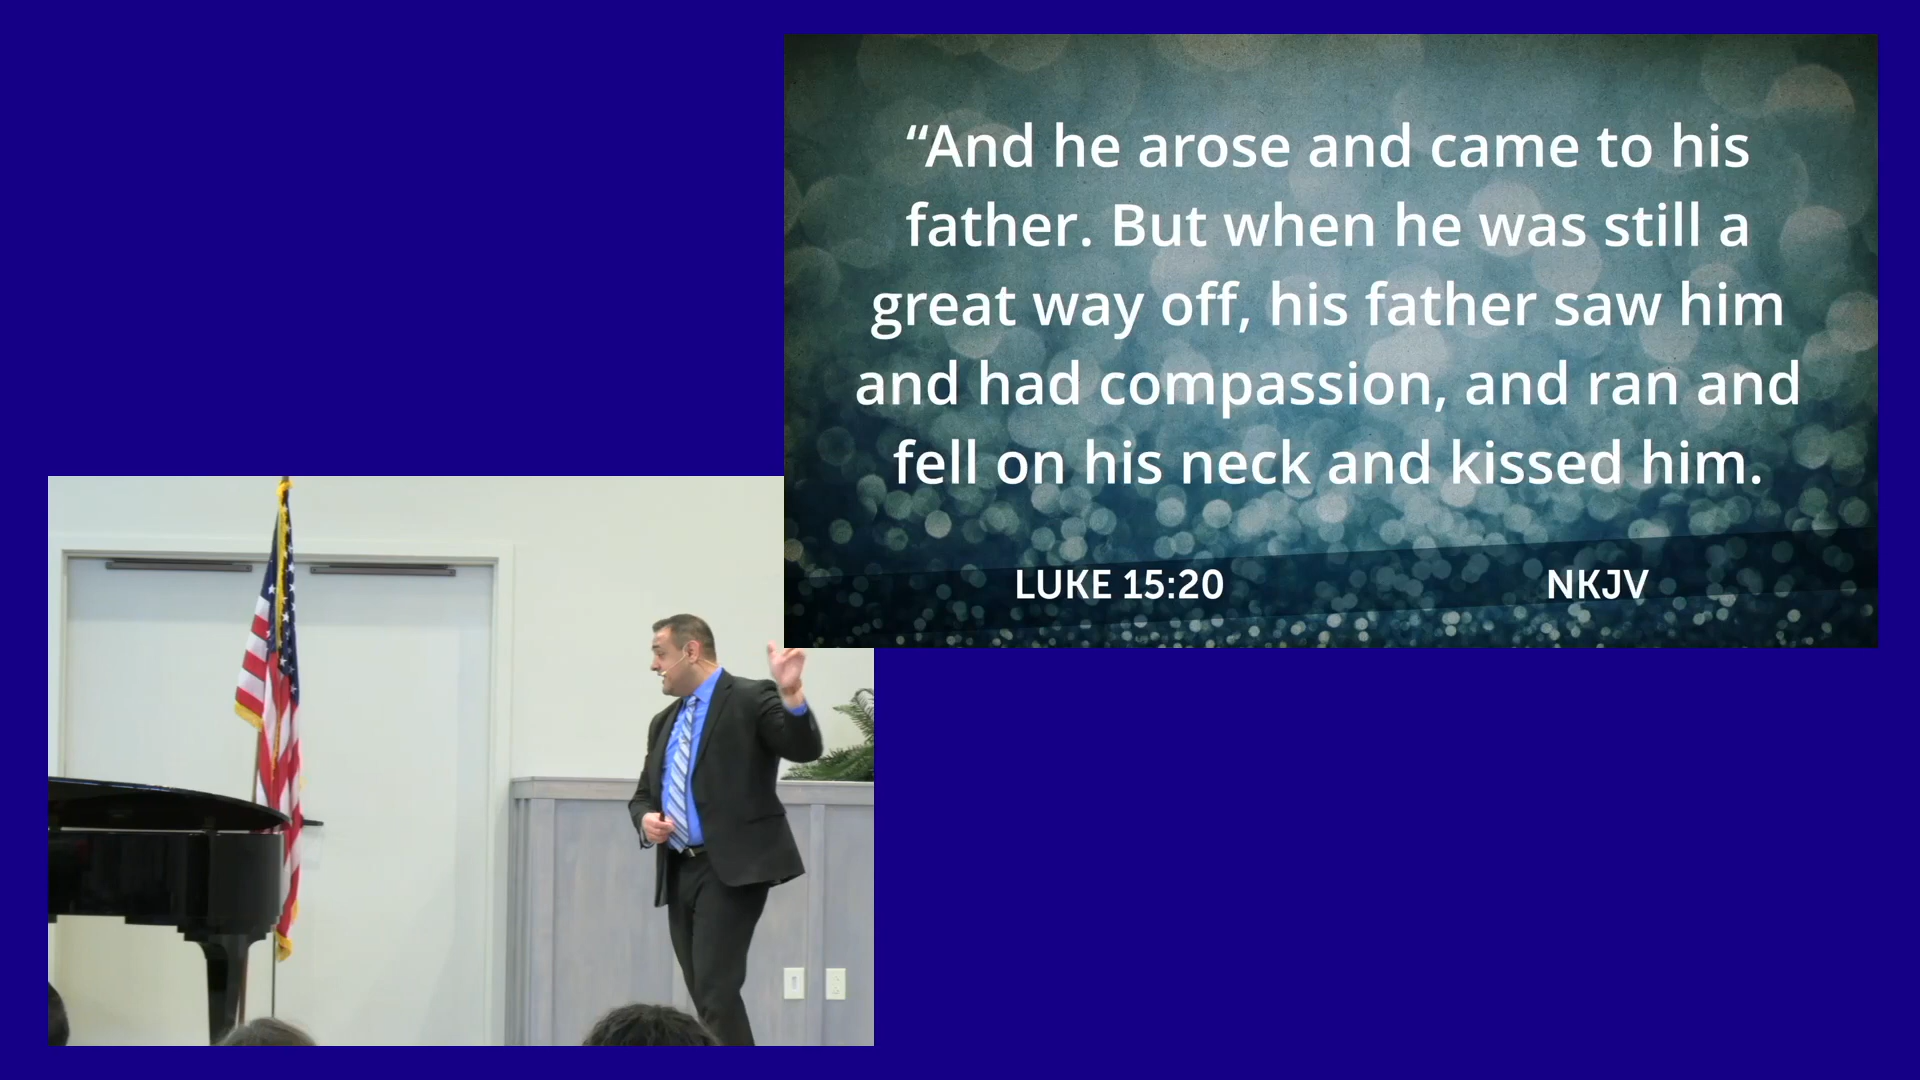 “And he arose and came to his
father. But when he was still a
great way off, his father saw him
and had compassion, and ran and
fell on his neck and kissed him.
LUKE 15:20 NKJV